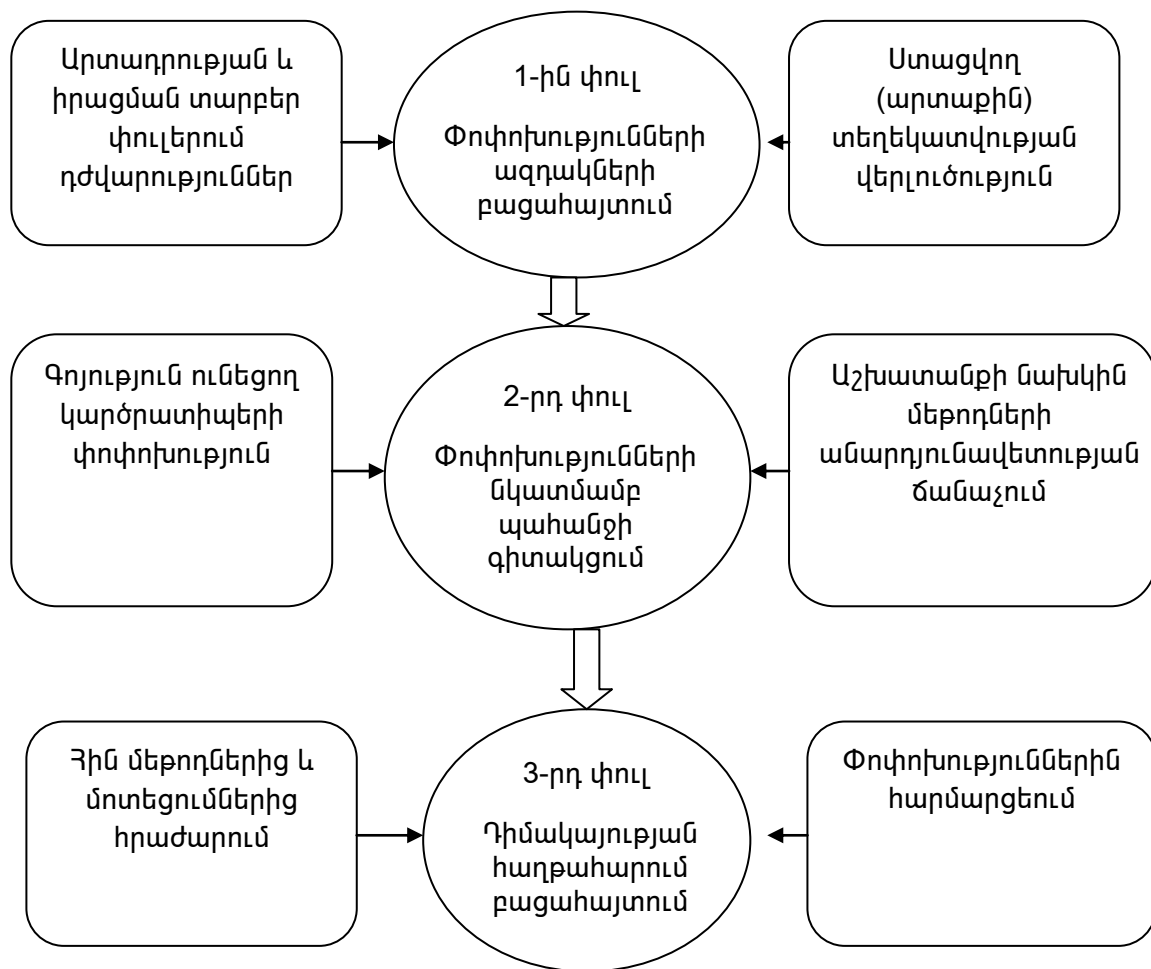 Արտադրության և
իրացման տարբեր
փուլերում
դժվարություններ
1-ին փուլ
Փոփոխությունների
ազդակների
բացահայտում
Ստացվող
(արտաքին)
տեղեկատվության
վերլուծություն
Գոյություն ունեցող
կարծրատիպերի
փոփոխություն
2-րդ փուլ
Փոփոխությունների
նկատմամբ
պահանջի
գիտակցում
Աշխատանքի նախկին
մեթոդների
անարդյունավետության
ճանաչում
Հին մեթոդներից և
մոտեցումներից
հրաժարում
3-րդ փուլ
Դիմակայության
հաղթահարում
բացահայտում
Փոփոխություններին
հարմարցեում